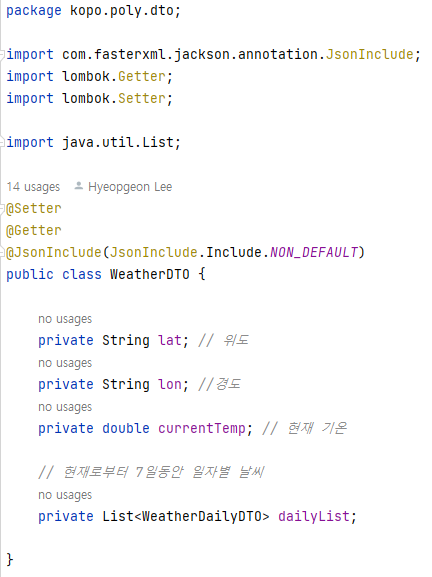 package kopo.poly.dto;
import com.fasterxml.jackson.annotation.JsonInclude;
import lombok.Getter;
import lombok.Setter;
import java.util.List;
14 usages Hyeopgeon Lee
@Setter
@Getter
@JsonInclude(JsonInclude.Include.NON_DEFAULT)
public class WeatherDTO {
no usages
private String lat; // 위도
no usages
private String lon; //경도
no usages
private double currentTemp; // 현재 기온
// 현재로부터 7일동안 일자별 날씨
no usages
private List<WeatherDailyDTO> dailyList;
}